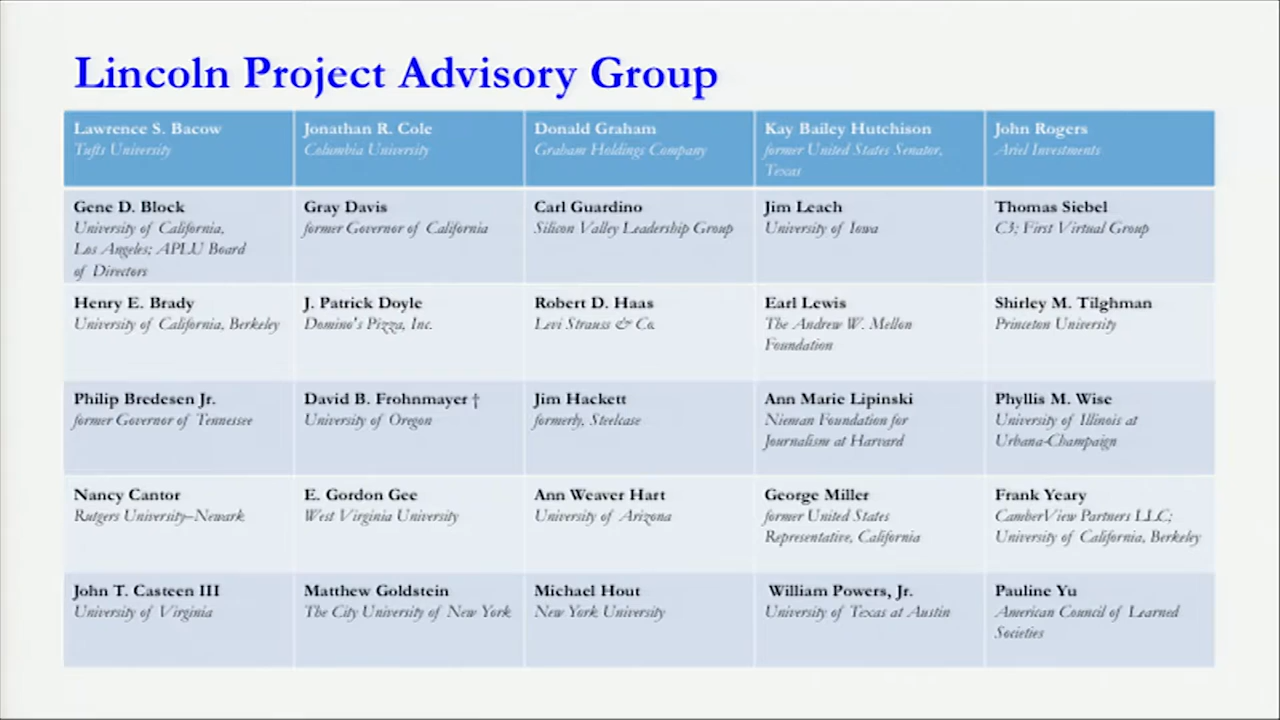 Lincoln Project Advisory Group
Lawrence S. Bacow
Tufts University
Jonathan R. Cole
Columbia University
Donald Graham
Graham Holdings Company
Kay Bailey Hutchison
former United States Senator,
Texas
John Rogers
Ariel Investments
Gene D. Block
University of California,
Los Angeles; APLU Board
of Directors
Gray Davis
former Governor of California
Carl Guardino
Silicon Valley Leadership Group
Jim Leach
University of Iowa
Thomas Siebel
C3; First Virtual Group
Henry E. Brady
University of California, Berkeley
J. Patrick Doyle
Domino's Pizza, Inc.
Robert D. Haas
Levi Strauss & Co.
Earl Lewis
The Andrew W. Mellon
Foundation
Shirley M. Tilghman
Princeton University
Philip Bredesen Jr.
former Governor of Tennessee
David B. Frohnmayer †
University of Oregon
Jim Hackett
formerly, Steelcase
Ann Marie Lipinski
Nieman Foundation for
Journalism at Harvard
Phyllis M. Wise
University of Illinois at
Urbana-Champaign
Nancy Cantor
Rutgers University–Newark
E. Gordon Gee
West Virginia University
Ann Weaver Hart
University of Arizona
George Miller
former United States
Representative, California
Frank Yeary
CamberView Partners LLC;
University of California, Berkeley
John T. Casteen III
University of Virginia
Matthew Goldstein
The City University of New York
Michael Hout
New York University
William Powers, Jr.
University of Texas at Austin
Pauline Yu
American Council of Learned
Societies